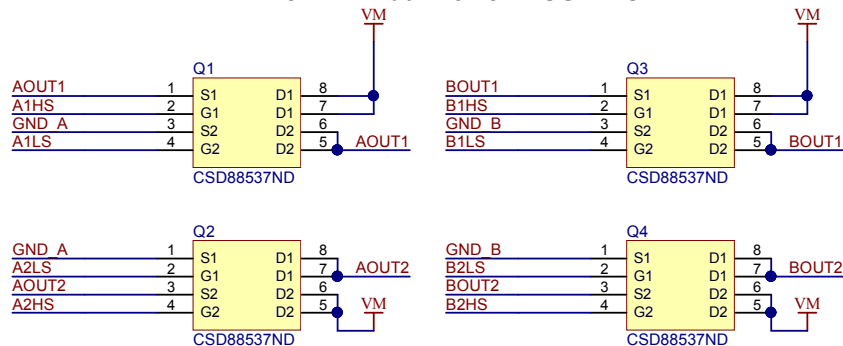 VM VM
Q1 Q3
AOUT1 1 S1 D1 8 BOUT1 1 S1 D1 8
A1HS 2 G1 D1 7 B1HS 2 G1 D1 7
GND_A 3 S2 D2 6 GND_B 3 S2 D2 6
A1LS 4 G2 D2 5 AOUT1 B1LS 4 G2 D2 5 BOUT1
CSD88537ND CSD88537ND
Q2 Q4
GND_A 1 S1 D1 8 GND_B 1 S1 D1 8
A2LS 2 G1 D1 7 AOUT2 B2LS 2 G1 D1 7 BOUT2
AOUT2 3 S2 D2 6 BOUT2 3 S2 D2 6
A2HS 4 G2 D2 5 VM B2HS 4 G2 D2 5 VM
CSD88537ND CSD88537ND